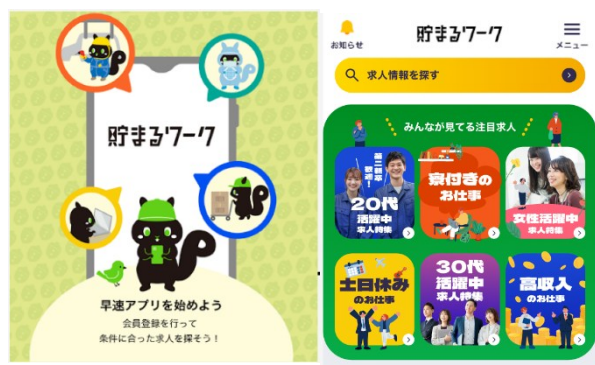 貯まるワーク
早速アプリを始めよう
会員登録を行って
条件に合った求人を探そう！
お知らせ
貯まるワーク
メニュー
求人情報を探す
みんなが見てる注目求人
第二新卒
歓迎！
20代
活躍中
求人特集
寮付きの
お仕事
女性活躍中
求人特集
土日休み
のお仕事
30代
活躍中
求人特集
高収入
のお仕事